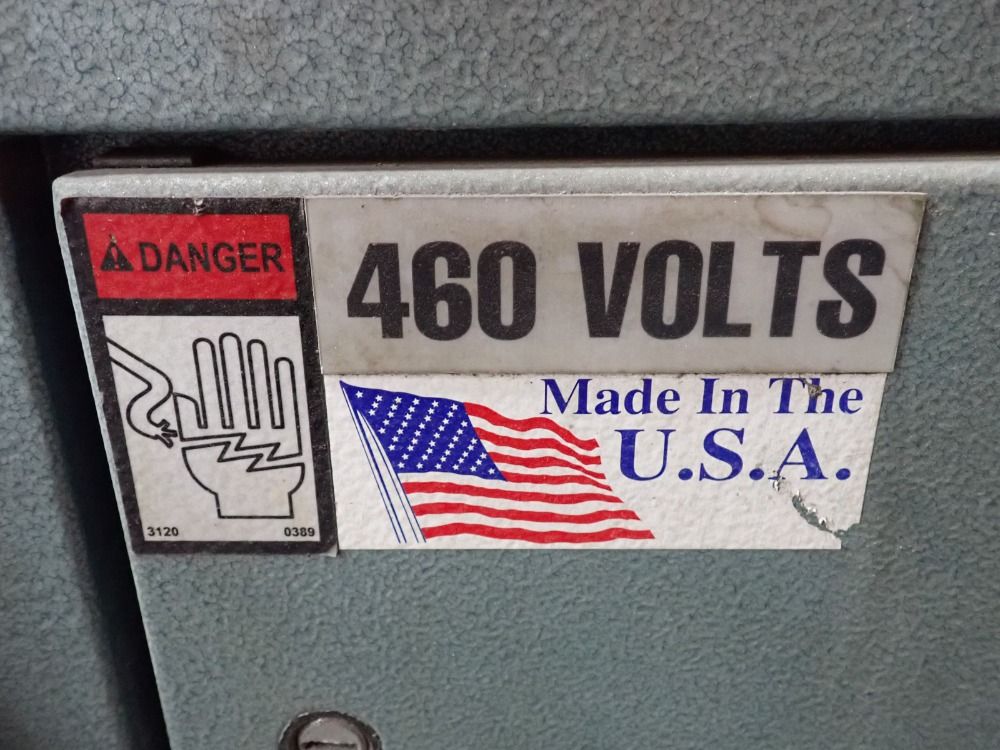 DANGER
3120 0389
460 VOLTS
Made In The
U.S.A.